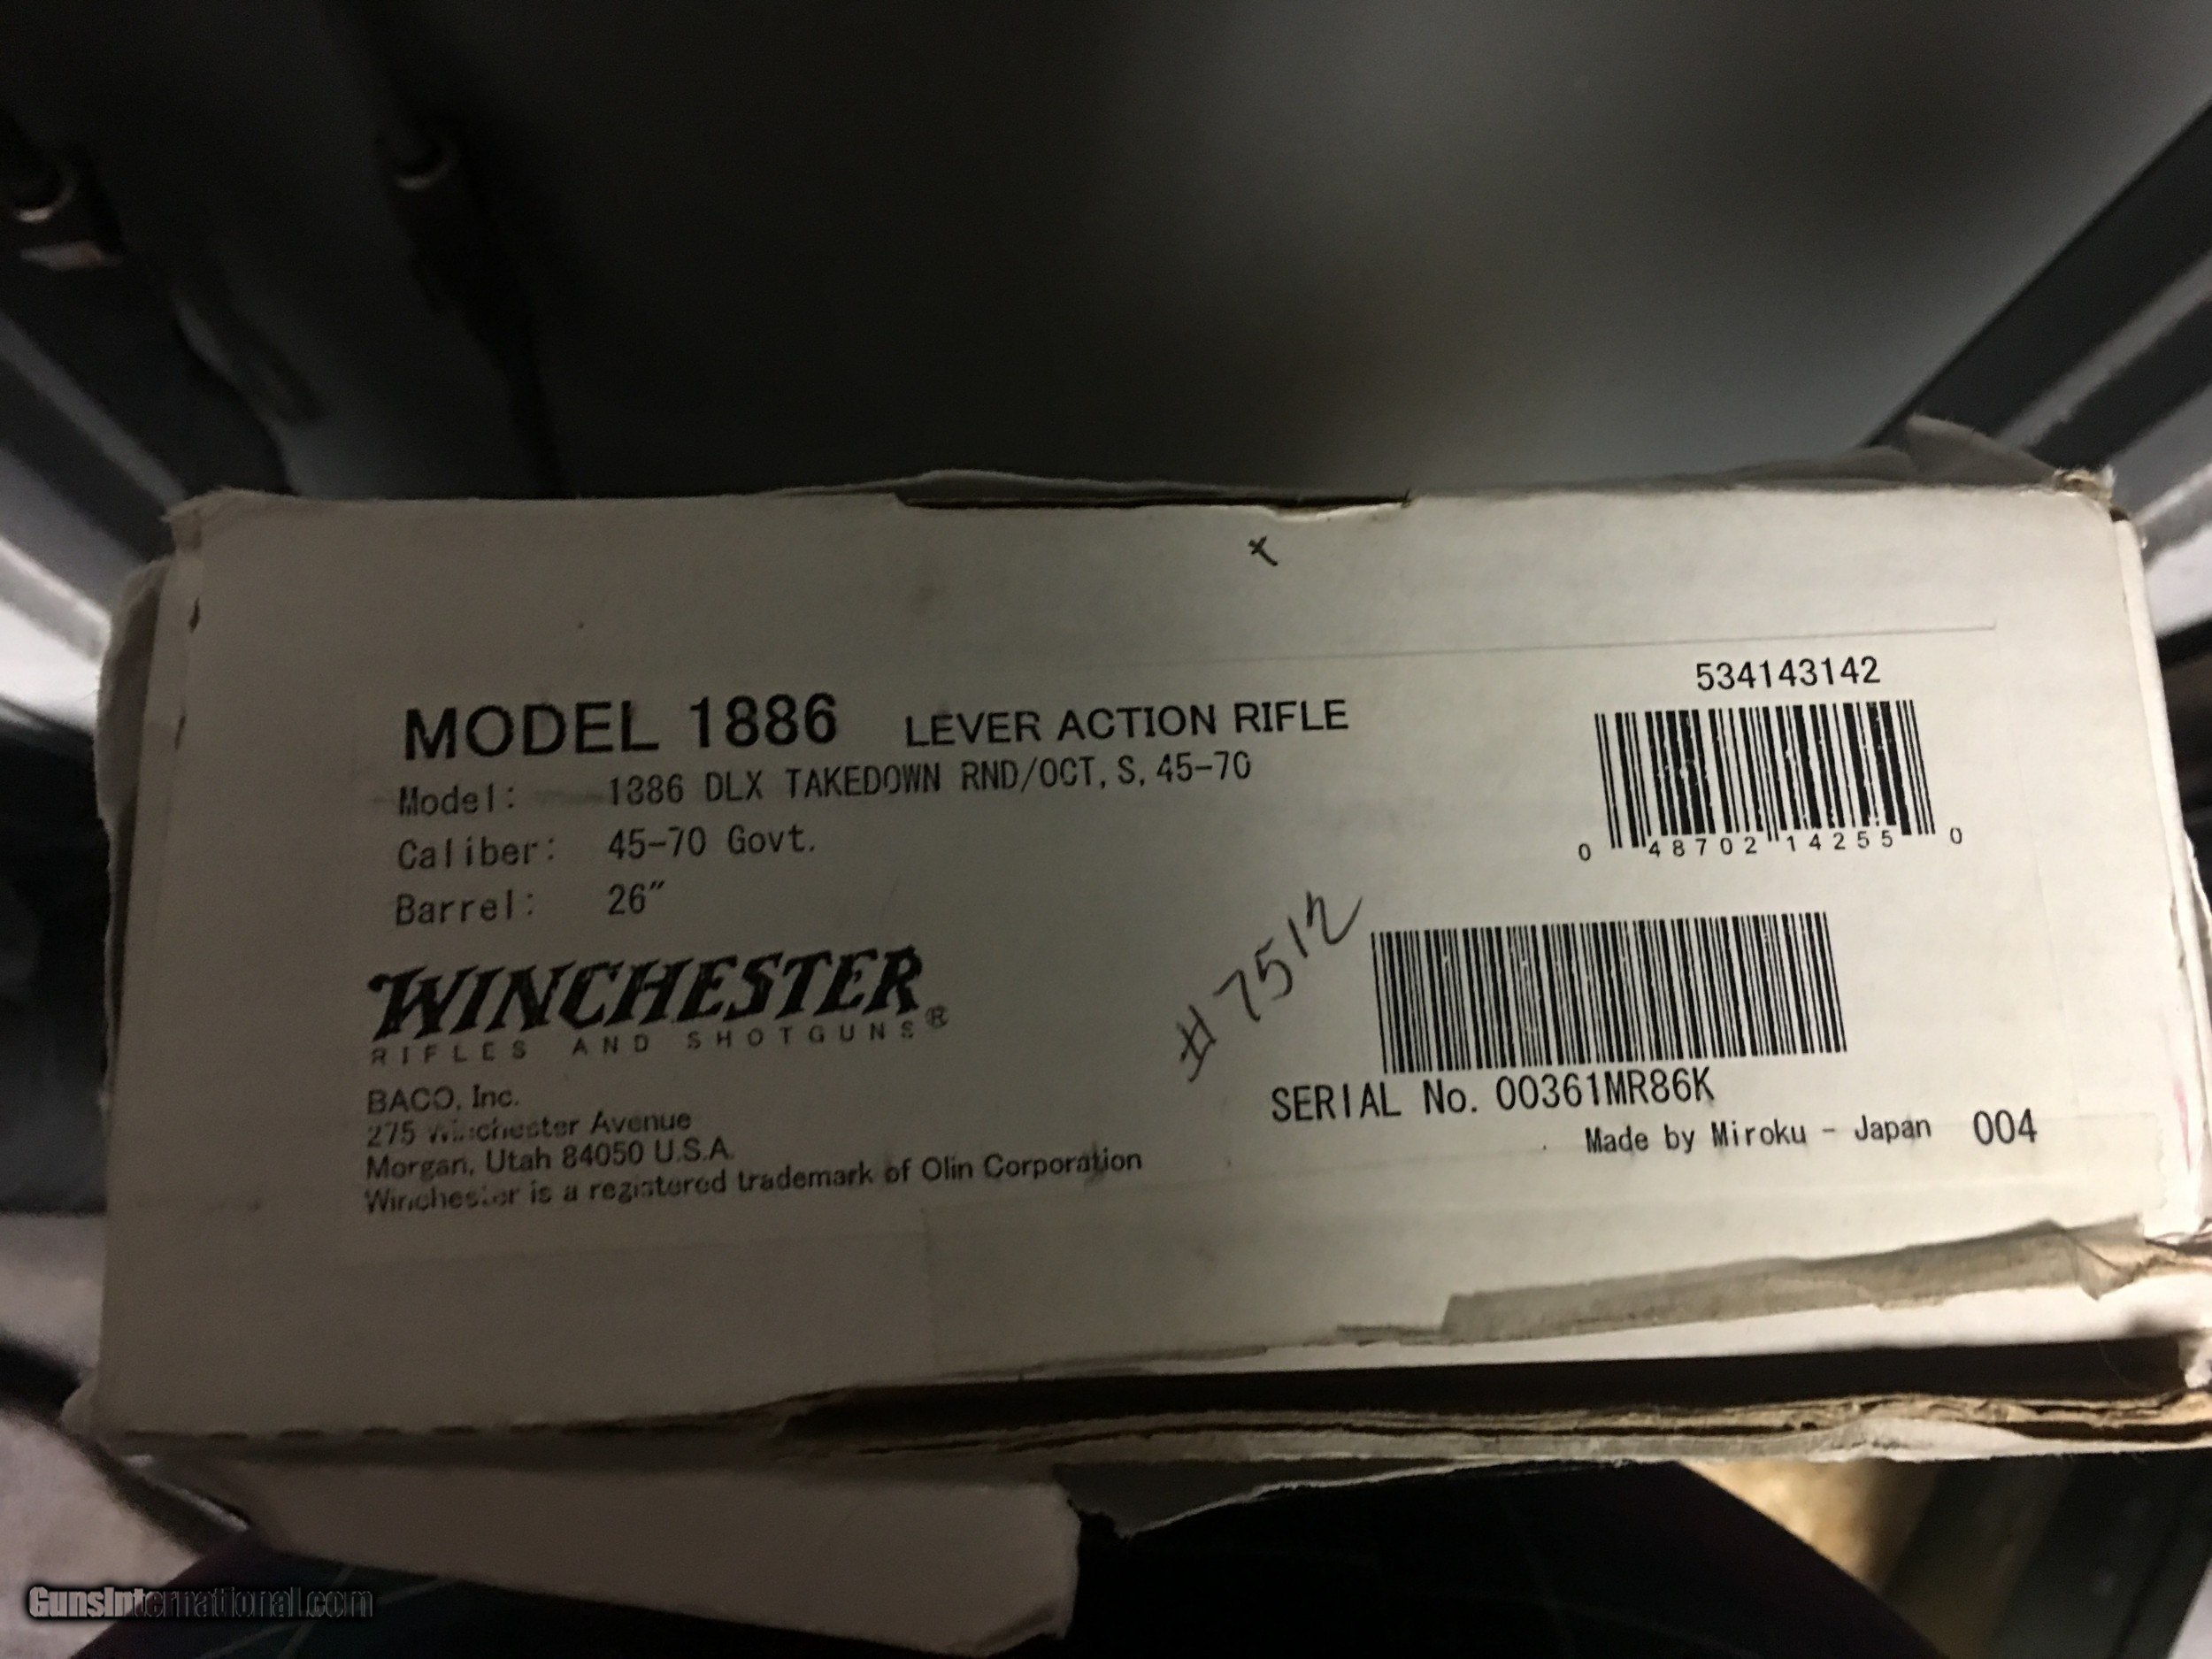 MODEL 1886 LEVER ACTION RIFLE
Model: 1886 DLX TAKEDOWN RND/OCT, S, 45-70
Caliber: 45-70 Govt.
Barrel: 26"
WINCHESTER®
RIFLES AND SHOTGUNS
BACO, Inc.
275 Winchester Avenue
Morgan, Utah 84050 U.S.A.
Winchester is a registered trademark of Olin Corporation
534143142
0 48702 14255 0
#7512
SERIAL No. 00361MR86K
Made by Miroku - Japan 004
GunsInternational.com